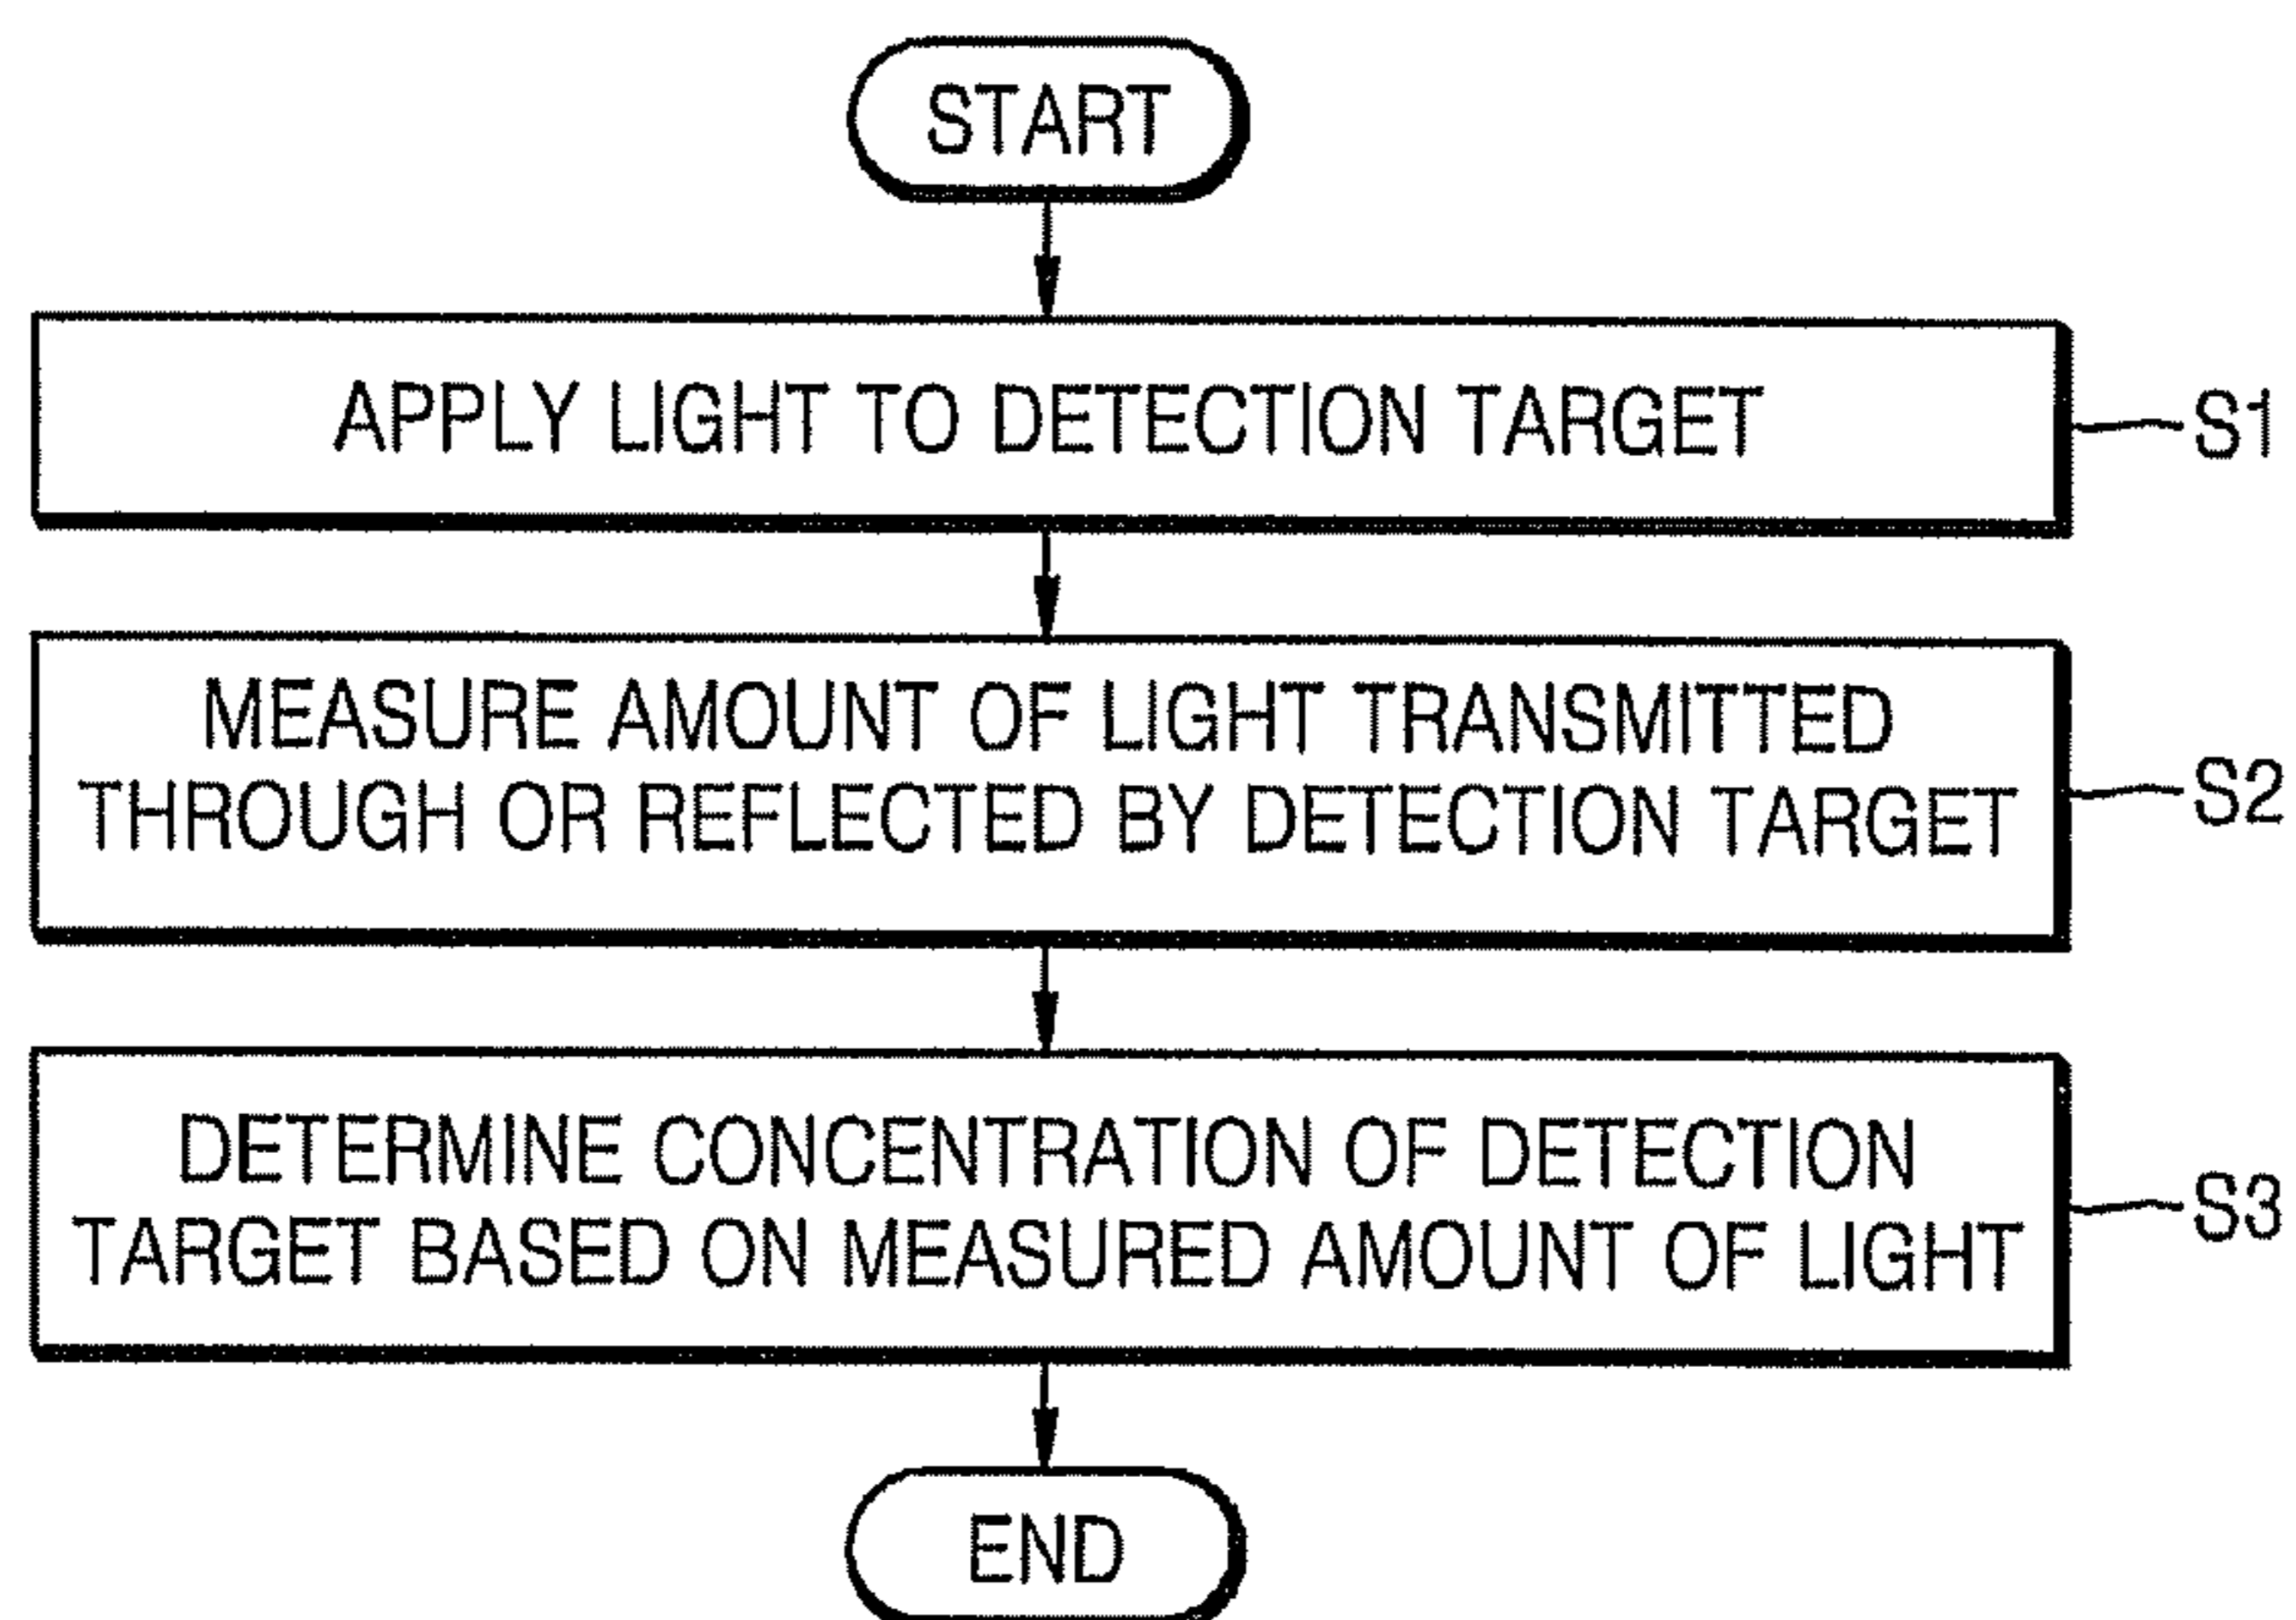 START
APPLY LIGHT TO DETECTION TARGET
S1
MEASURE AMOUNT OF LIGHT TRANSMITTED
THROUGH OR REFLECTED BY DETECTION TARGET
S2
DETERMINE CONCENTRATION OF DETECTION
TARGET BASED ON MEASURED AMOUNT OF LIGHT
S3
END